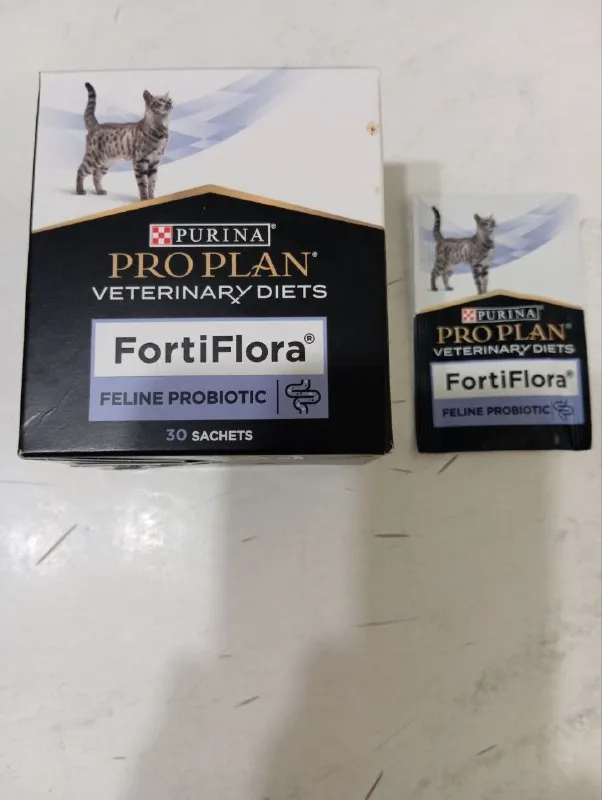 PURINA®
PRO PLAN®
VETERINARY DIETS
FortiFlora®
FELINE PROBIOTIC
30 SACHETS
PURINA
PRO PLAN®
VETERINARY DIETS
FortiFlora®
FELINE PROBIOTIC